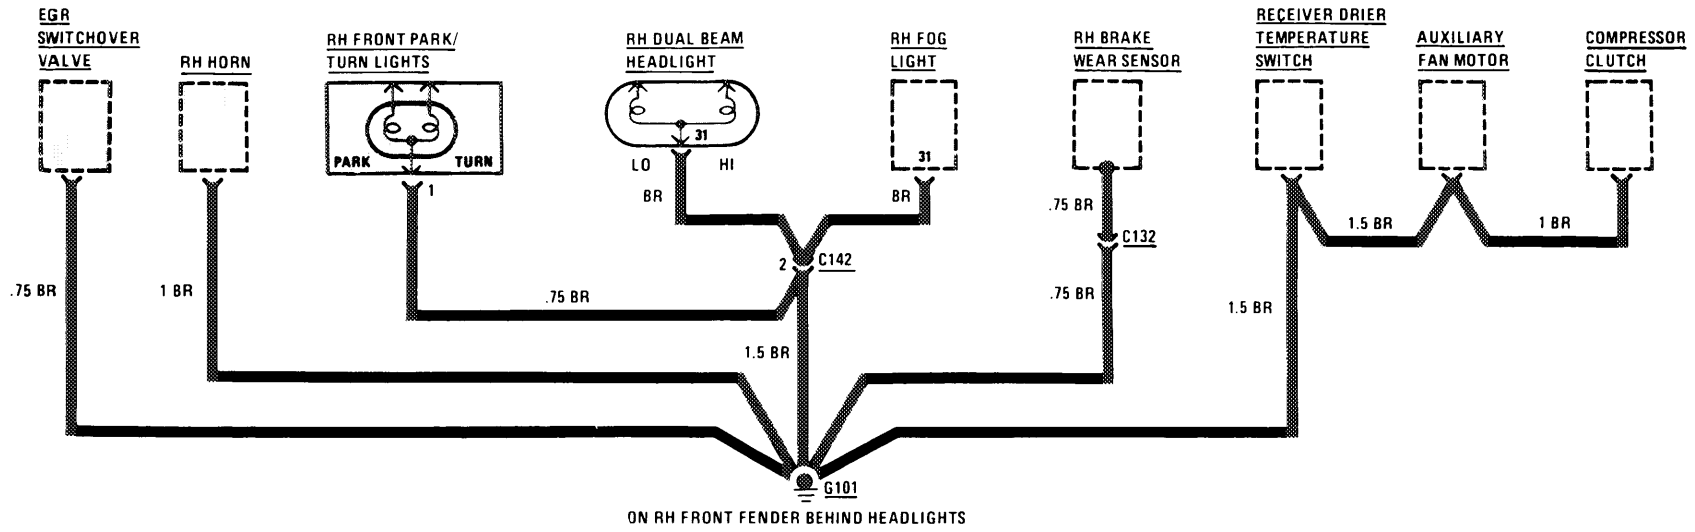 EGR
SWITCHOVER
VALVE
RH HORN
RH FRONT PARK/
TURN LIGHTS
RH DUAL BEAM
HEADLIGHT
RH FOG
LIGHT
RH BRAKE
WEAR SENSOR
RECEIVER DRIER
TEMPERATURE
SWITCH
AUXILIARY
FAN MOTOR
COMPRESSOR
CLUTCH
PARK
TURN
1
31
LO
HI
31
BR
BR
.75 BR
C132
1.5 BR
1 BR
2
C142
.75 BR
1 BR
.75 BR
.75 BR
1.5 BR
1.5 BR
G101
ON RH FRONT FENDER BEHIND HEADLIGHTS